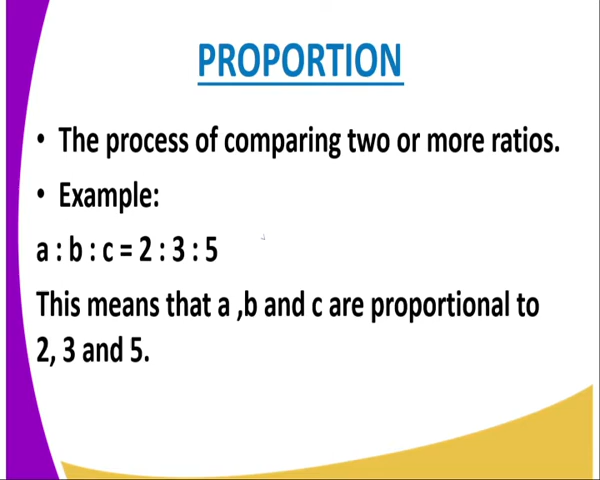 PROPORTION
• The process of comparing two or more ratios.
• Example:
a : b : c = 2 : 3 : 5
This means that a ,b and c are proportional to
2, 3 and 5.